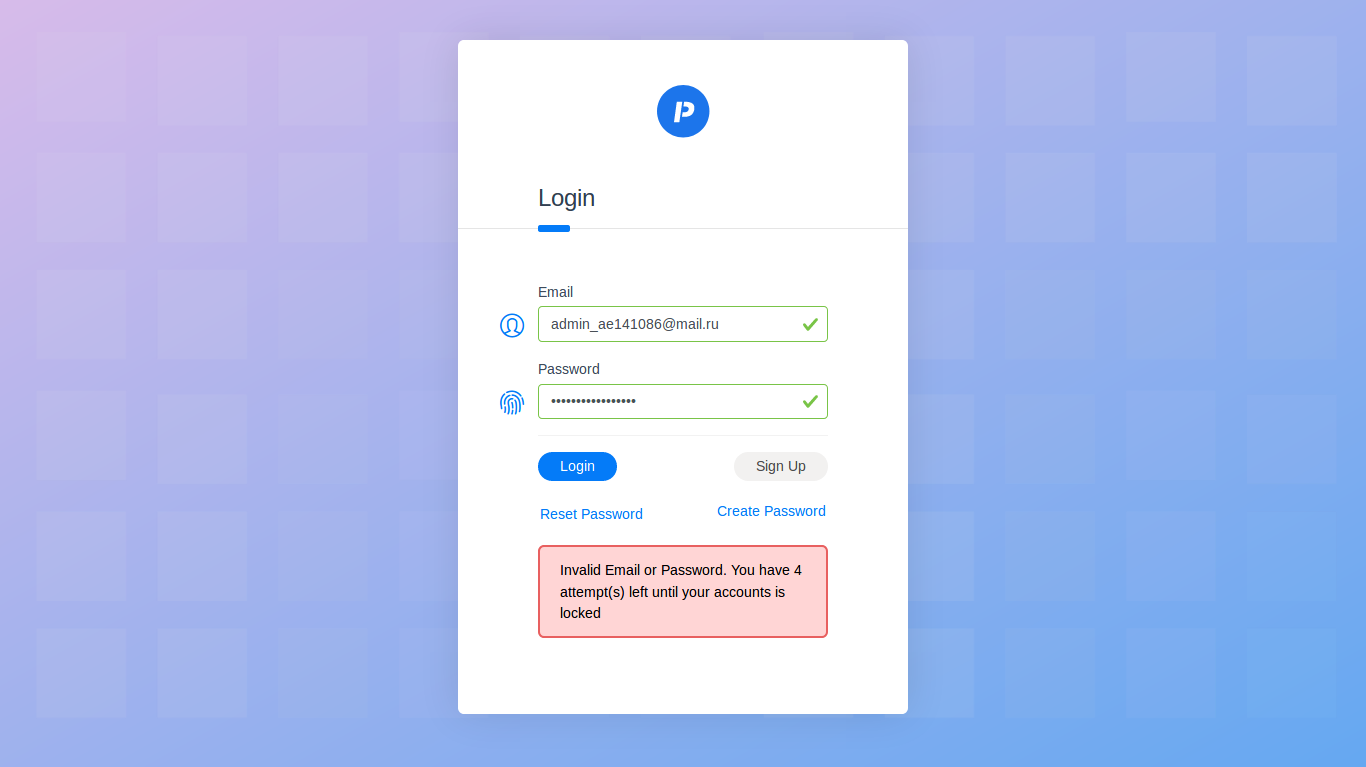 P
Login
Email
admin_ae141086@mail.ru
Password
•••••••••••••••••
Login
Sign Up
Reset Password
Create Password
Invalid Email or Password. You have 4
attempt(s) left until your accounts is
locked